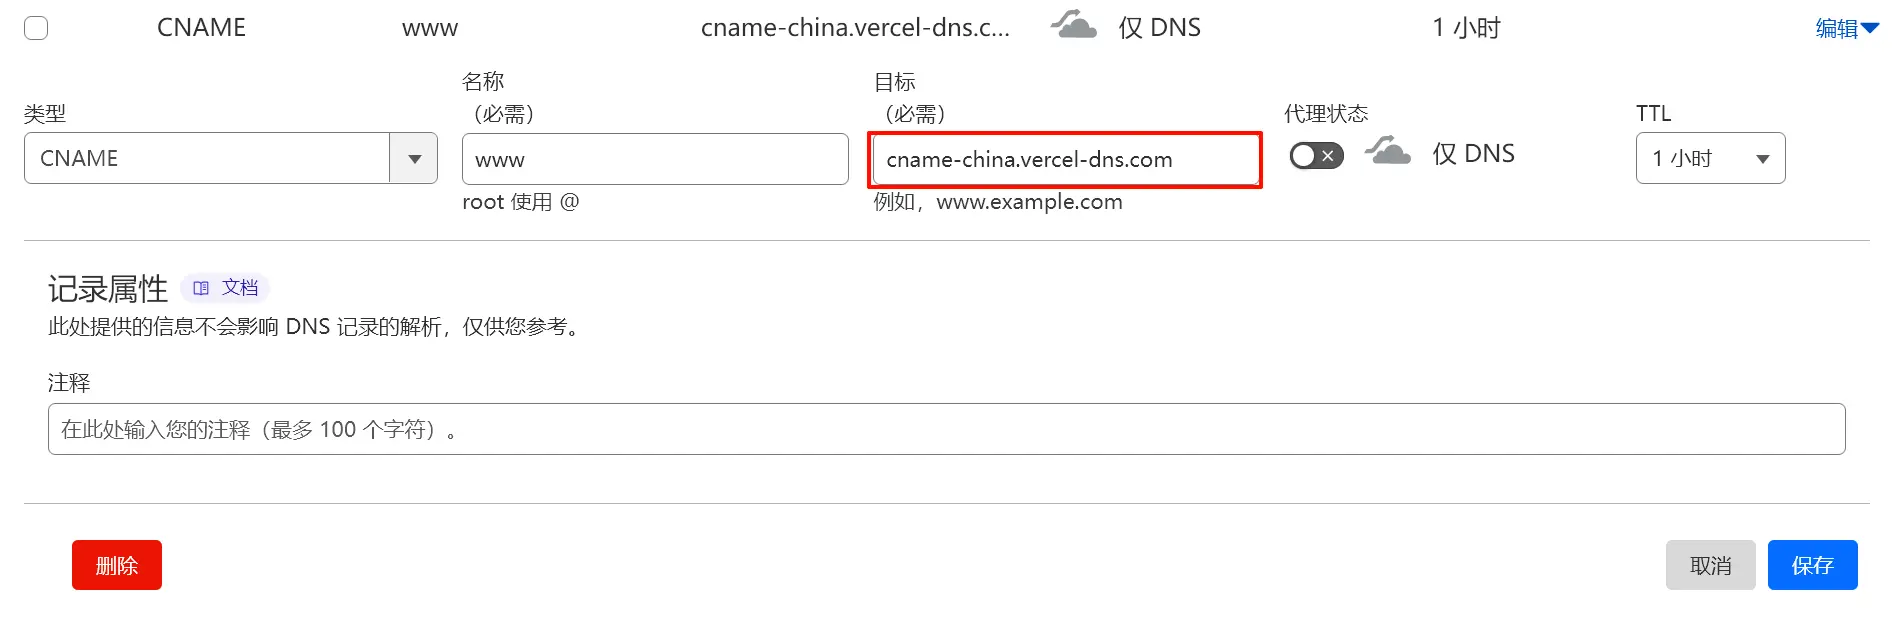 CNAME www cname-china.vercel-dns.c... 仅 DNS 1 小时 编辑
类型 名称（必需） 目标（必需） 代理状态 TTL
CNAME www cname-china.vercel-dns.com 仅 DNS 1 小时
root 使用 @ 例如，www.example.com
记录属性 文档
此处提供的信息不会影响 DNS 记录的解析，仅供您参考。
注释
在此处输入您的注释（最多 100 个字符）。
删除 取消 保存